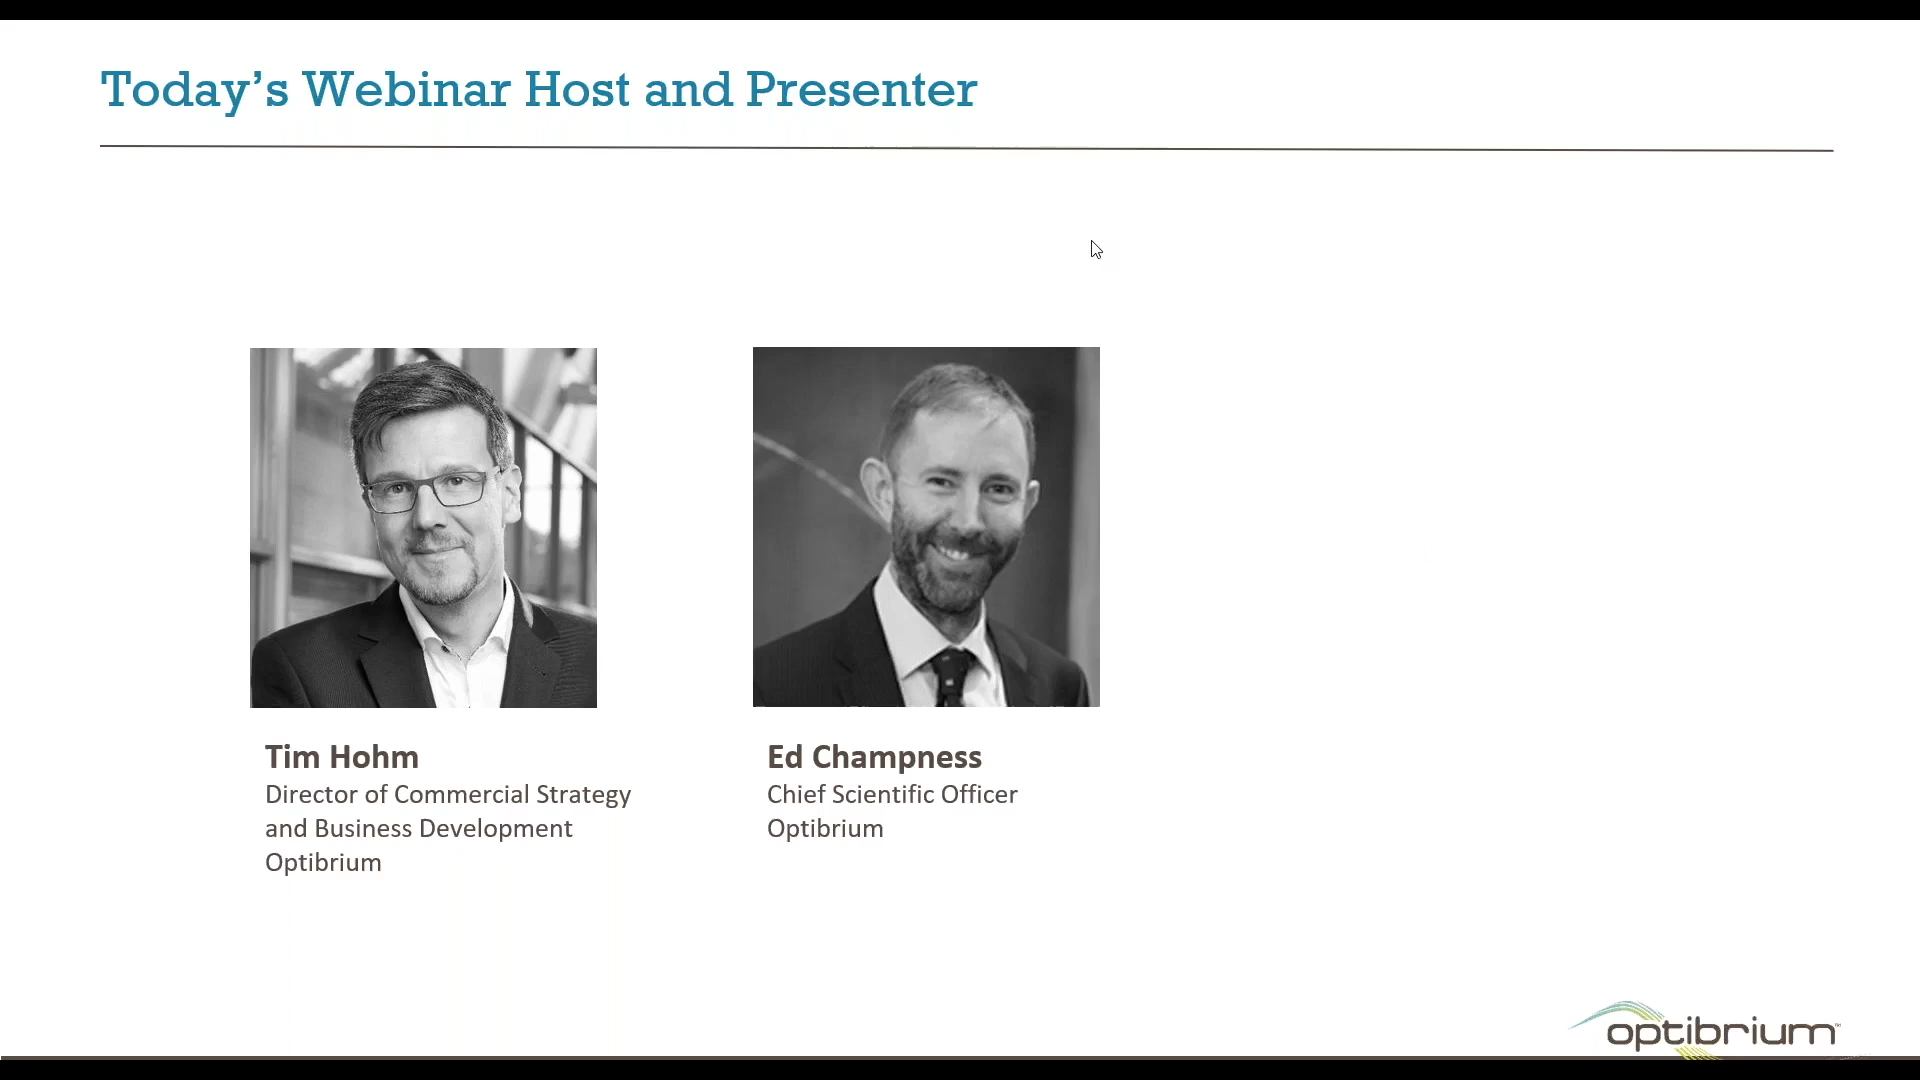 Today’s Webinar Host and Presenter
Tim Hohm
Director of Commercial Strategy
and Business Development
Optibrium
Ed Champness
Chief Scientific Officer
Optibrium
optibrium™